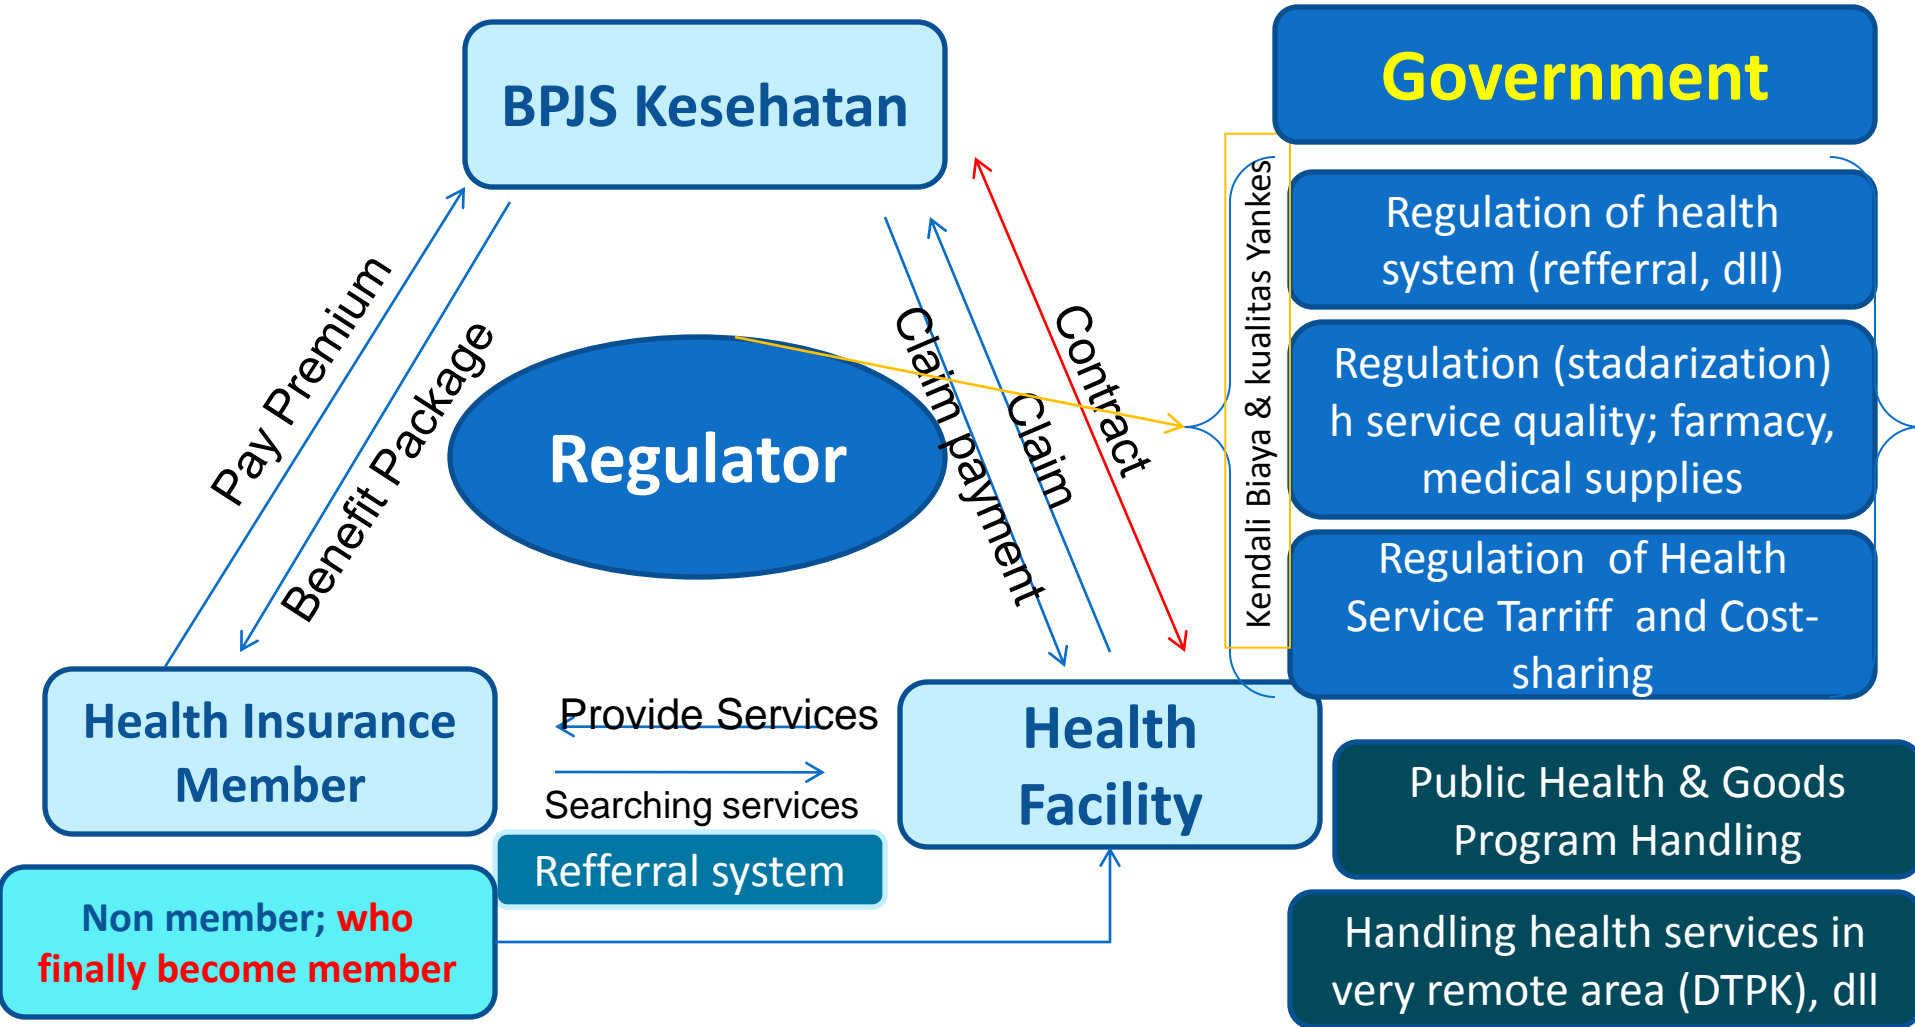 BPJS Kesehatan
Government
Pay Premium
Benefit Package
Regulator
Claim payment
Claim
Contract
Kendali Biaya & kualitas Yankes
Regulation of health
system (refferral, dll)
Regulation (stadarization)
h service quality; farmacy,
medical supplies
Regulation of Health
Service Tarriff and Cost-
sharing
Health Insurance
Member
Provide Services
Searching services
Refferral system
Health
Facility
Non member; who
finally become member
Public Health & Goods
Program Handling
Handling health services in
very remote area (DTPK), dll